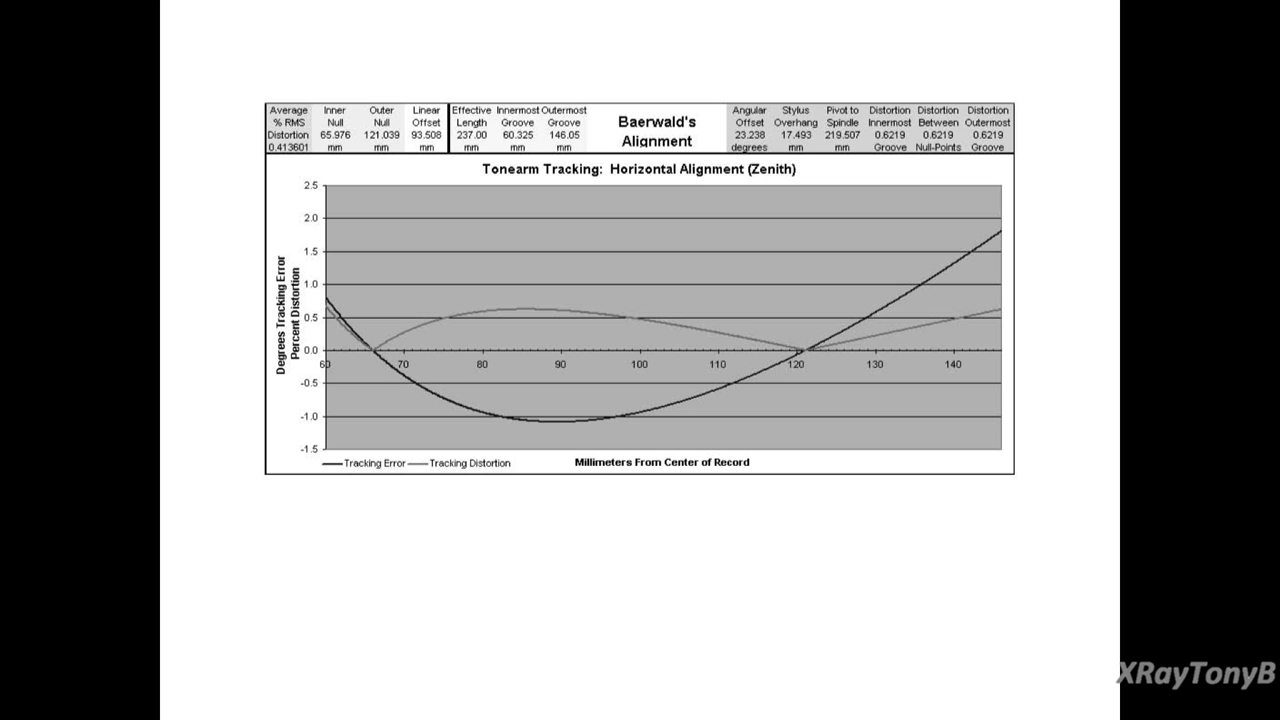 Average Inner Outer Linear Effective Innermost Outermost Baerwald's Angular Stylus Pivot to Distortion Distortion Distortion
% RMS Null Null Offset Length Groove Groove Alignment Offset Overhang Spindle Innermost Between Outermost
Distortion 65.976 121.039 93.508 237.00 60.325 146.05 23.238 17.493 219.507 0.6219 0.6219 0.6219
0.413601 mm mm mm mm mm mm degrees mm mm Groove Null-Points Groove
Tonearm Tracking: Horizontal Alignment (Zenith)
Degrees Tracking Error
Percent Distortion
2.5
2.0
1.5
1.0
0.5
0.0
-0.5
-1.0
-1.5
60 70 80 90 100 110 120 130 140
Tracking Error Tracking Distortion
Millimeters From Center of Record
XRayTonyB